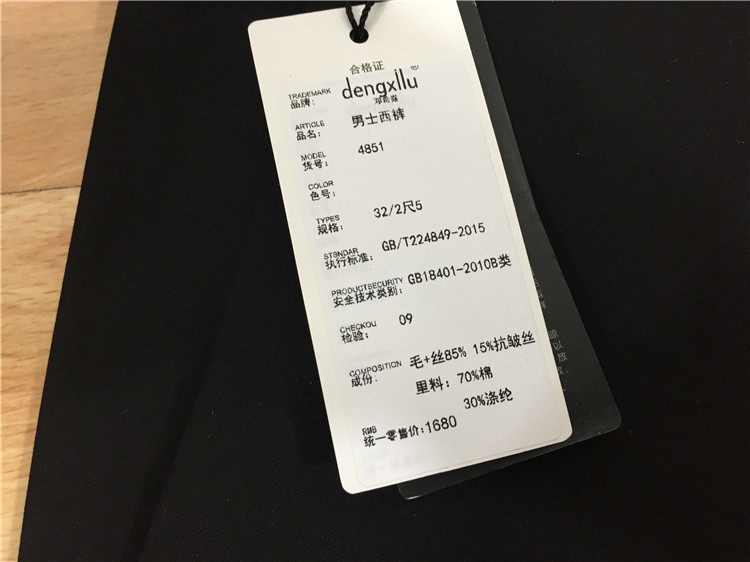 合格证
TRADEMARK
品牌: dengxllu ®
ARTICLE
品名: 男士西裤
MODEL
货号: 4851
COLOR
色号:
TYPES
规格: 32/2尺5
STSNDAR
执行标准: GB/T224849-2015
PRODUCTSECURITY
安全技术类别: GB18401-2010B类
CHECKOU
检验: 09
COMPOSITION
成份: 毛+丝85% 15%抗皱丝
里料: 70%棉
30%涤纶
RMB
统一零售价:1680